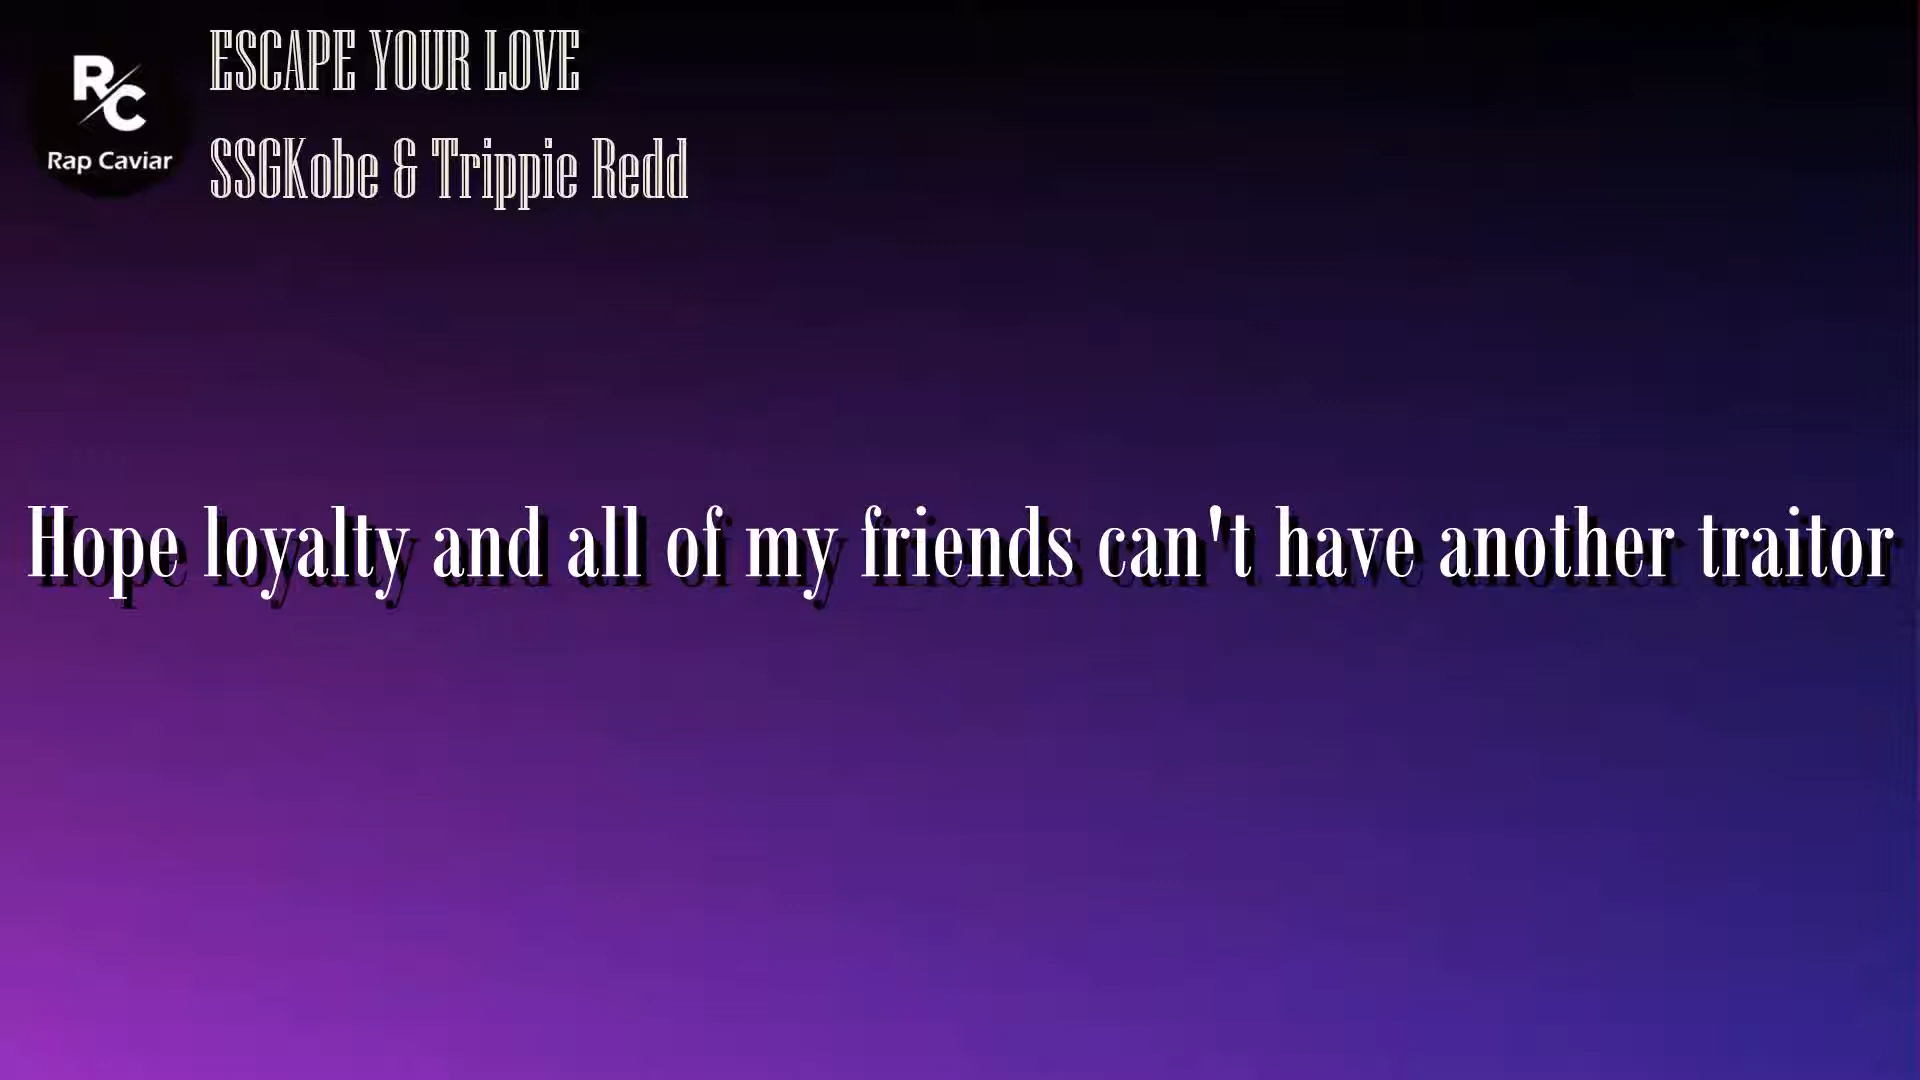 ESCAPE YOUR LOVE
SSGKobe & Trippie Redd
R/C
Rap Caviar
Hope loyalty and all of my friends can't have another traitor